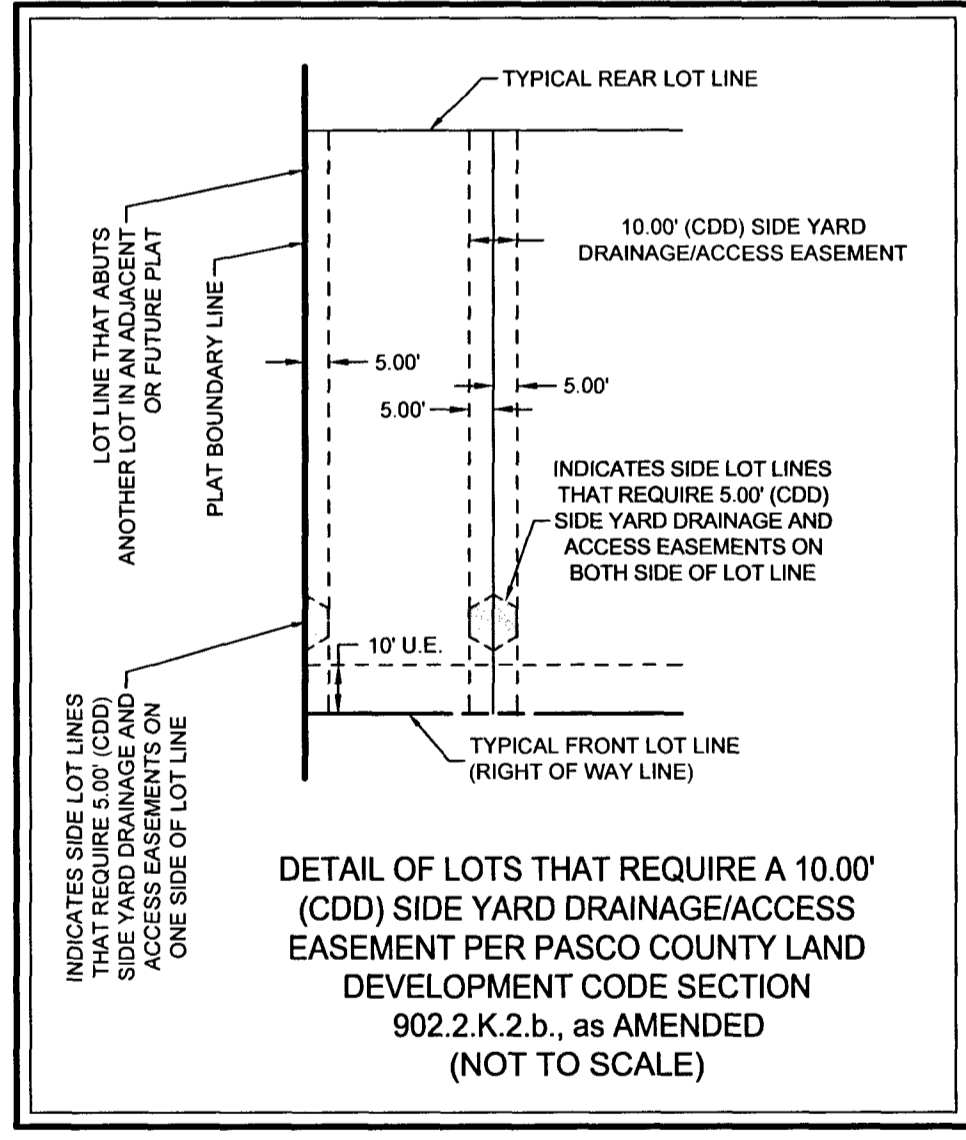 TYPICAL REAR LOT LINE
LOT LINE THAT ABUTS
ANOTHER LOT IN AN ADJACENT
OR FUTURE PLAT
PLAT BOUNDARY LINE
10.00' (CDD) SIDE YARD
DRAINAGE/ACCESS EASEMENT
5.00'
5.00'
5.00'
INDICATES SIDE LOT LINES
THAT REQUIRE 5.00' (CDD)
SIDE YARD DRAINAGE AND
ACCESS EASEMENTS ON
BOTH SIDE OF LOT LINE
10' U.E.
INDICATES SIDE LOT LINES
THAT REQUIRE 5.00' (CDD)
SIDE YARD DRAINAGE AND
ACCESS EASEMENTS ON
ONE SIDE OF LOT LINE
TYPICAL FRONT LOT LINE
(RIGHT OF WAY LINE)
DETAIL OF LOTS THAT REQUIRE A 10.00'
(CDD) SIDE YARD DRAINAGE/ACCESS
EASEMENT PER PASCO COUNTY LAND
DEVELOPMENT CODE SECTION
902.2.K.2.b., as AMENDED
(NOT TO SCALE)